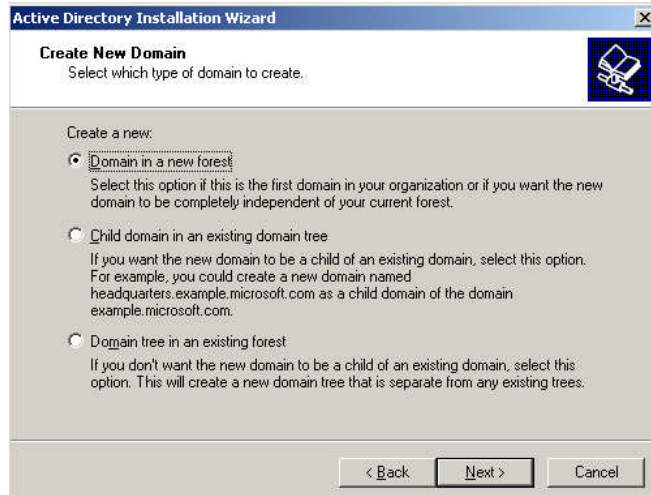 Active Directory Installation Wizard
Create New Domain
Select which type of domain to create.
Create a new:
Domain in a new forest
Select this option if this is the first domain in your organization or if you want the new
domain to be completely independent of your current forest.
Child domain in an existing domain tree
If you want the new domain to be a child of an existing domain, select this option.
For example, you could create a new domain named
headquarters.example.microsoft.com as a child domain of the domain
example.microsoft.com.
Domain tree in an existing forest
If you don't want the new domain to be a child of an existing domain, select this
option. This will create a new domain tree that is separate from any existing trees.
< Back Next > Cancel